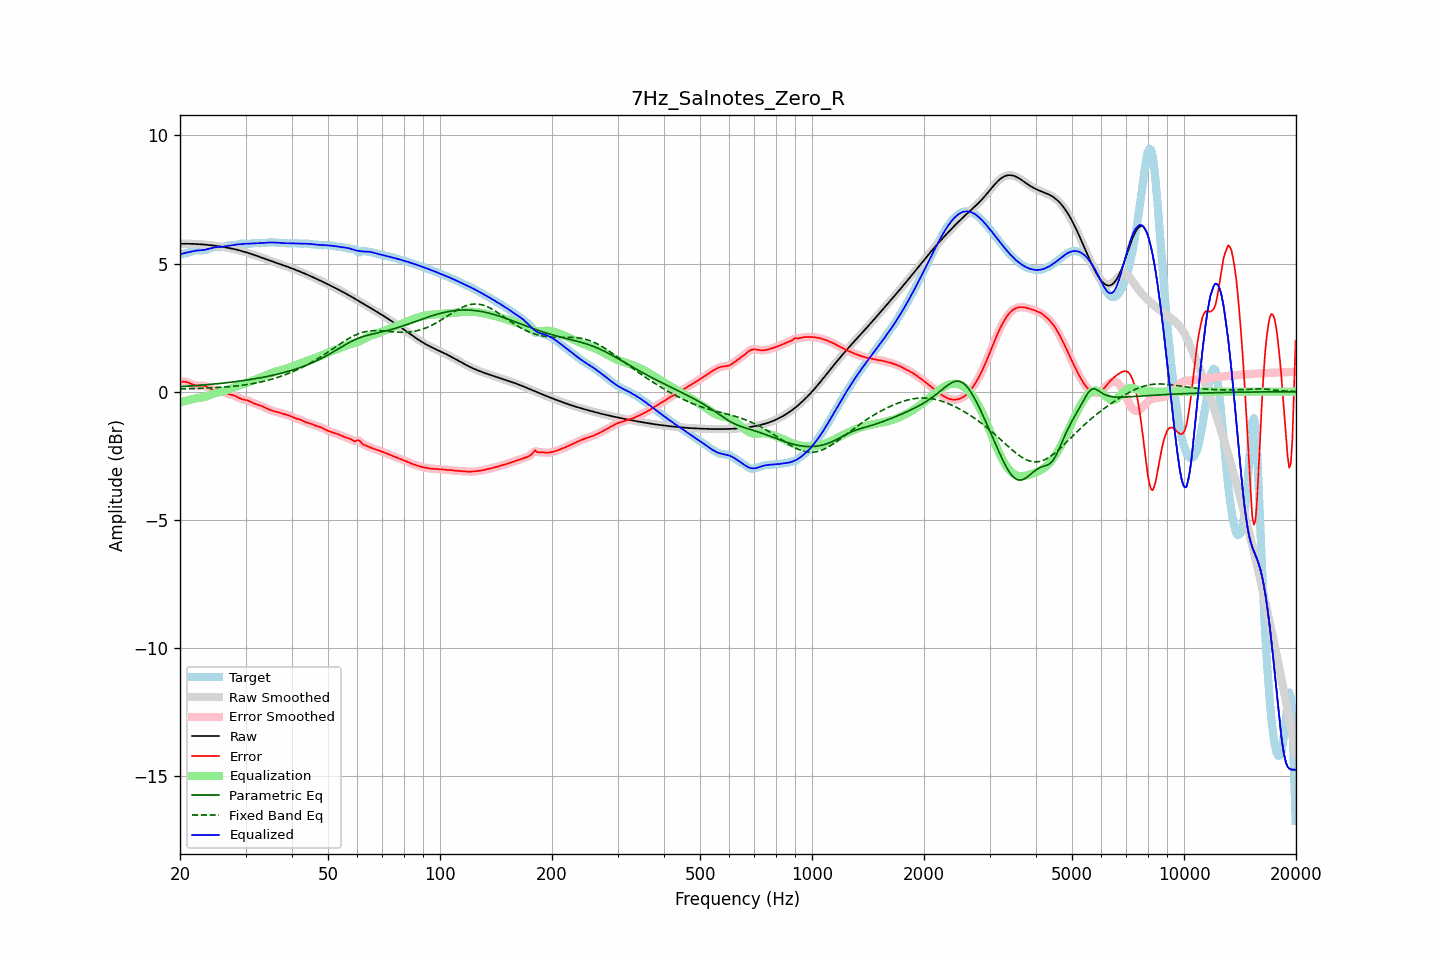 7Hz_Salnotes_Zero_R
10
5
0
−5
−10
−15
Amplitude (dBr)
Target
Raw Smoothed
Error Smoothed
Raw
Error
Equalization
Parametric Eq
Fixed Band Eq
Equalized
20 50 100 200 500 1000 2000 5000 10000 20000
Frequency (Hz)